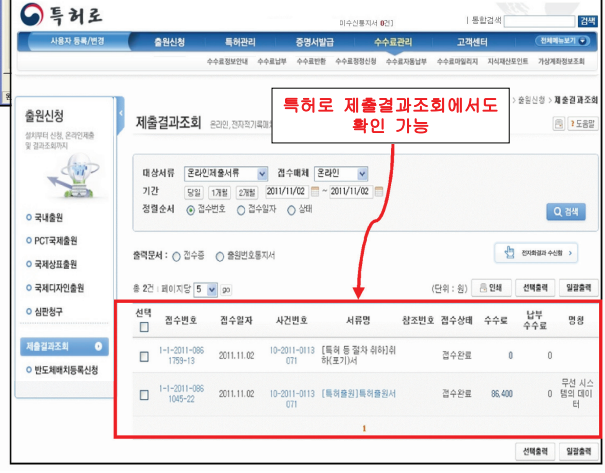 특허로
미수신통지서 0건
통합검색
검색
사용자 등록/변경
출원신청
특허관리
증명서발급
수수료관리
고객센터
전체메뉴보기
수수료정보안내 수수료납부 수수료반환 수수료정정신청 수수료자동납부 수수료마일리지 지식재산포인트 가상계좌정보조회
출원신청
설치부터 신청, 온라인제출
및 결과조회까지
국내출원
PCT국제출원
국제상표출원
국제디자인출원
심판청구
제출결과조회
반도체배치등록신청
> 출원신청 > 제출결과조회
? 도움말
제출결과조회
특허로 제출결과조회에서도
확인 가능
대상서류 온라인제출서류 접수매체 온라인
기간 당일 1개월 2개월 2011/11/02 ~ 2011/11/02
정렬순서 접수번호 접수일자 상태
검색
출력문서 : 접수증 출원번호통지서
총 2건 : 페이지당 5 go
(단위 : 원) 인쇄 선택출력 일괄출력
선택 접수번호 접수일자 사건번호 서류명 참조번호 접수상태 수수료 납부
수수료 명칭
1-1-2011-086
1759-13 2011.11.02 10-2011-0113
071 [특허 등 절차 취하]취
하(포기)서 접수완료 0 0
1-1-2011-086
1045-22 2011.11.02 10-2011-0113
071 [특허출원]특허출원서 접수완료 86,400 0 무선 시스
템의 데이
터
1
선택출력 일괄출력